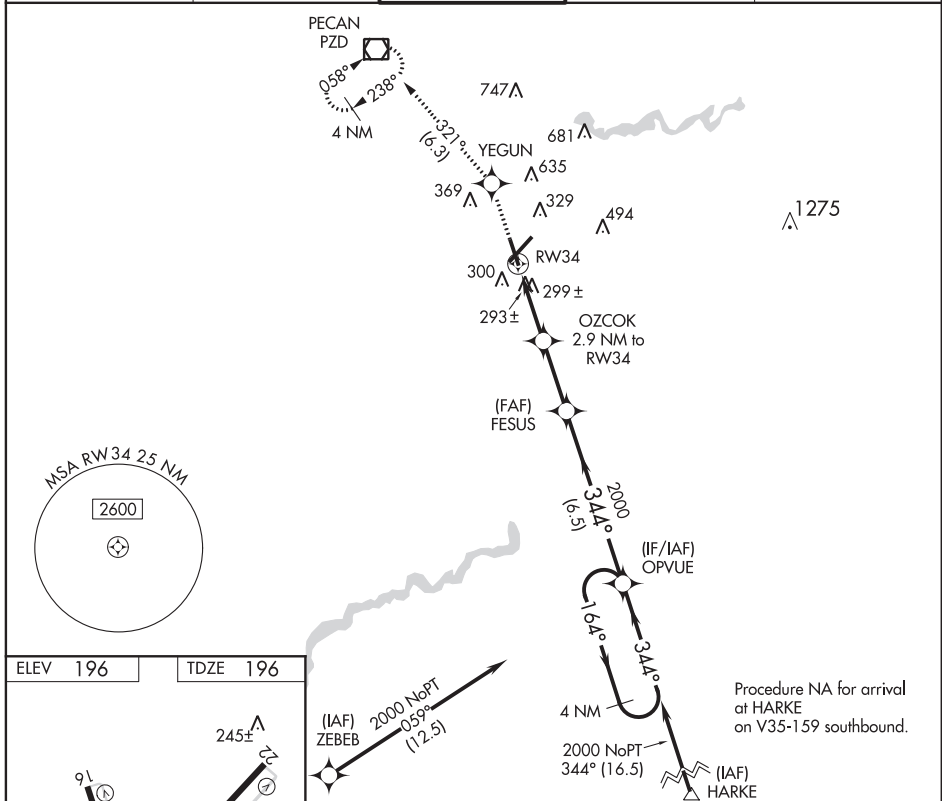 PECAN
PZD
058°
238°
4 NM
321°
(6.3)
747
681
YEGUN
635
369
329
494
1275
RW34
300
299±
293±
OZCOK
2.9 NM to
RW34
(FAF)
FESUS
MSA RW34 25 NM
2600
2000
344°
(6.5)
(IF/IAF)
OPVUE
164°
344°
4 NM
Procedure NA for arrival
at HARKE
on V35-159 southbound.
2000 NoPT
344° (16.5)
(IAF)
HARKE
2000 NoPT
059°
(12.5)
(IAF)
ZEBEB
ELEV 196
TDZE 196
245±
22
16
V
V